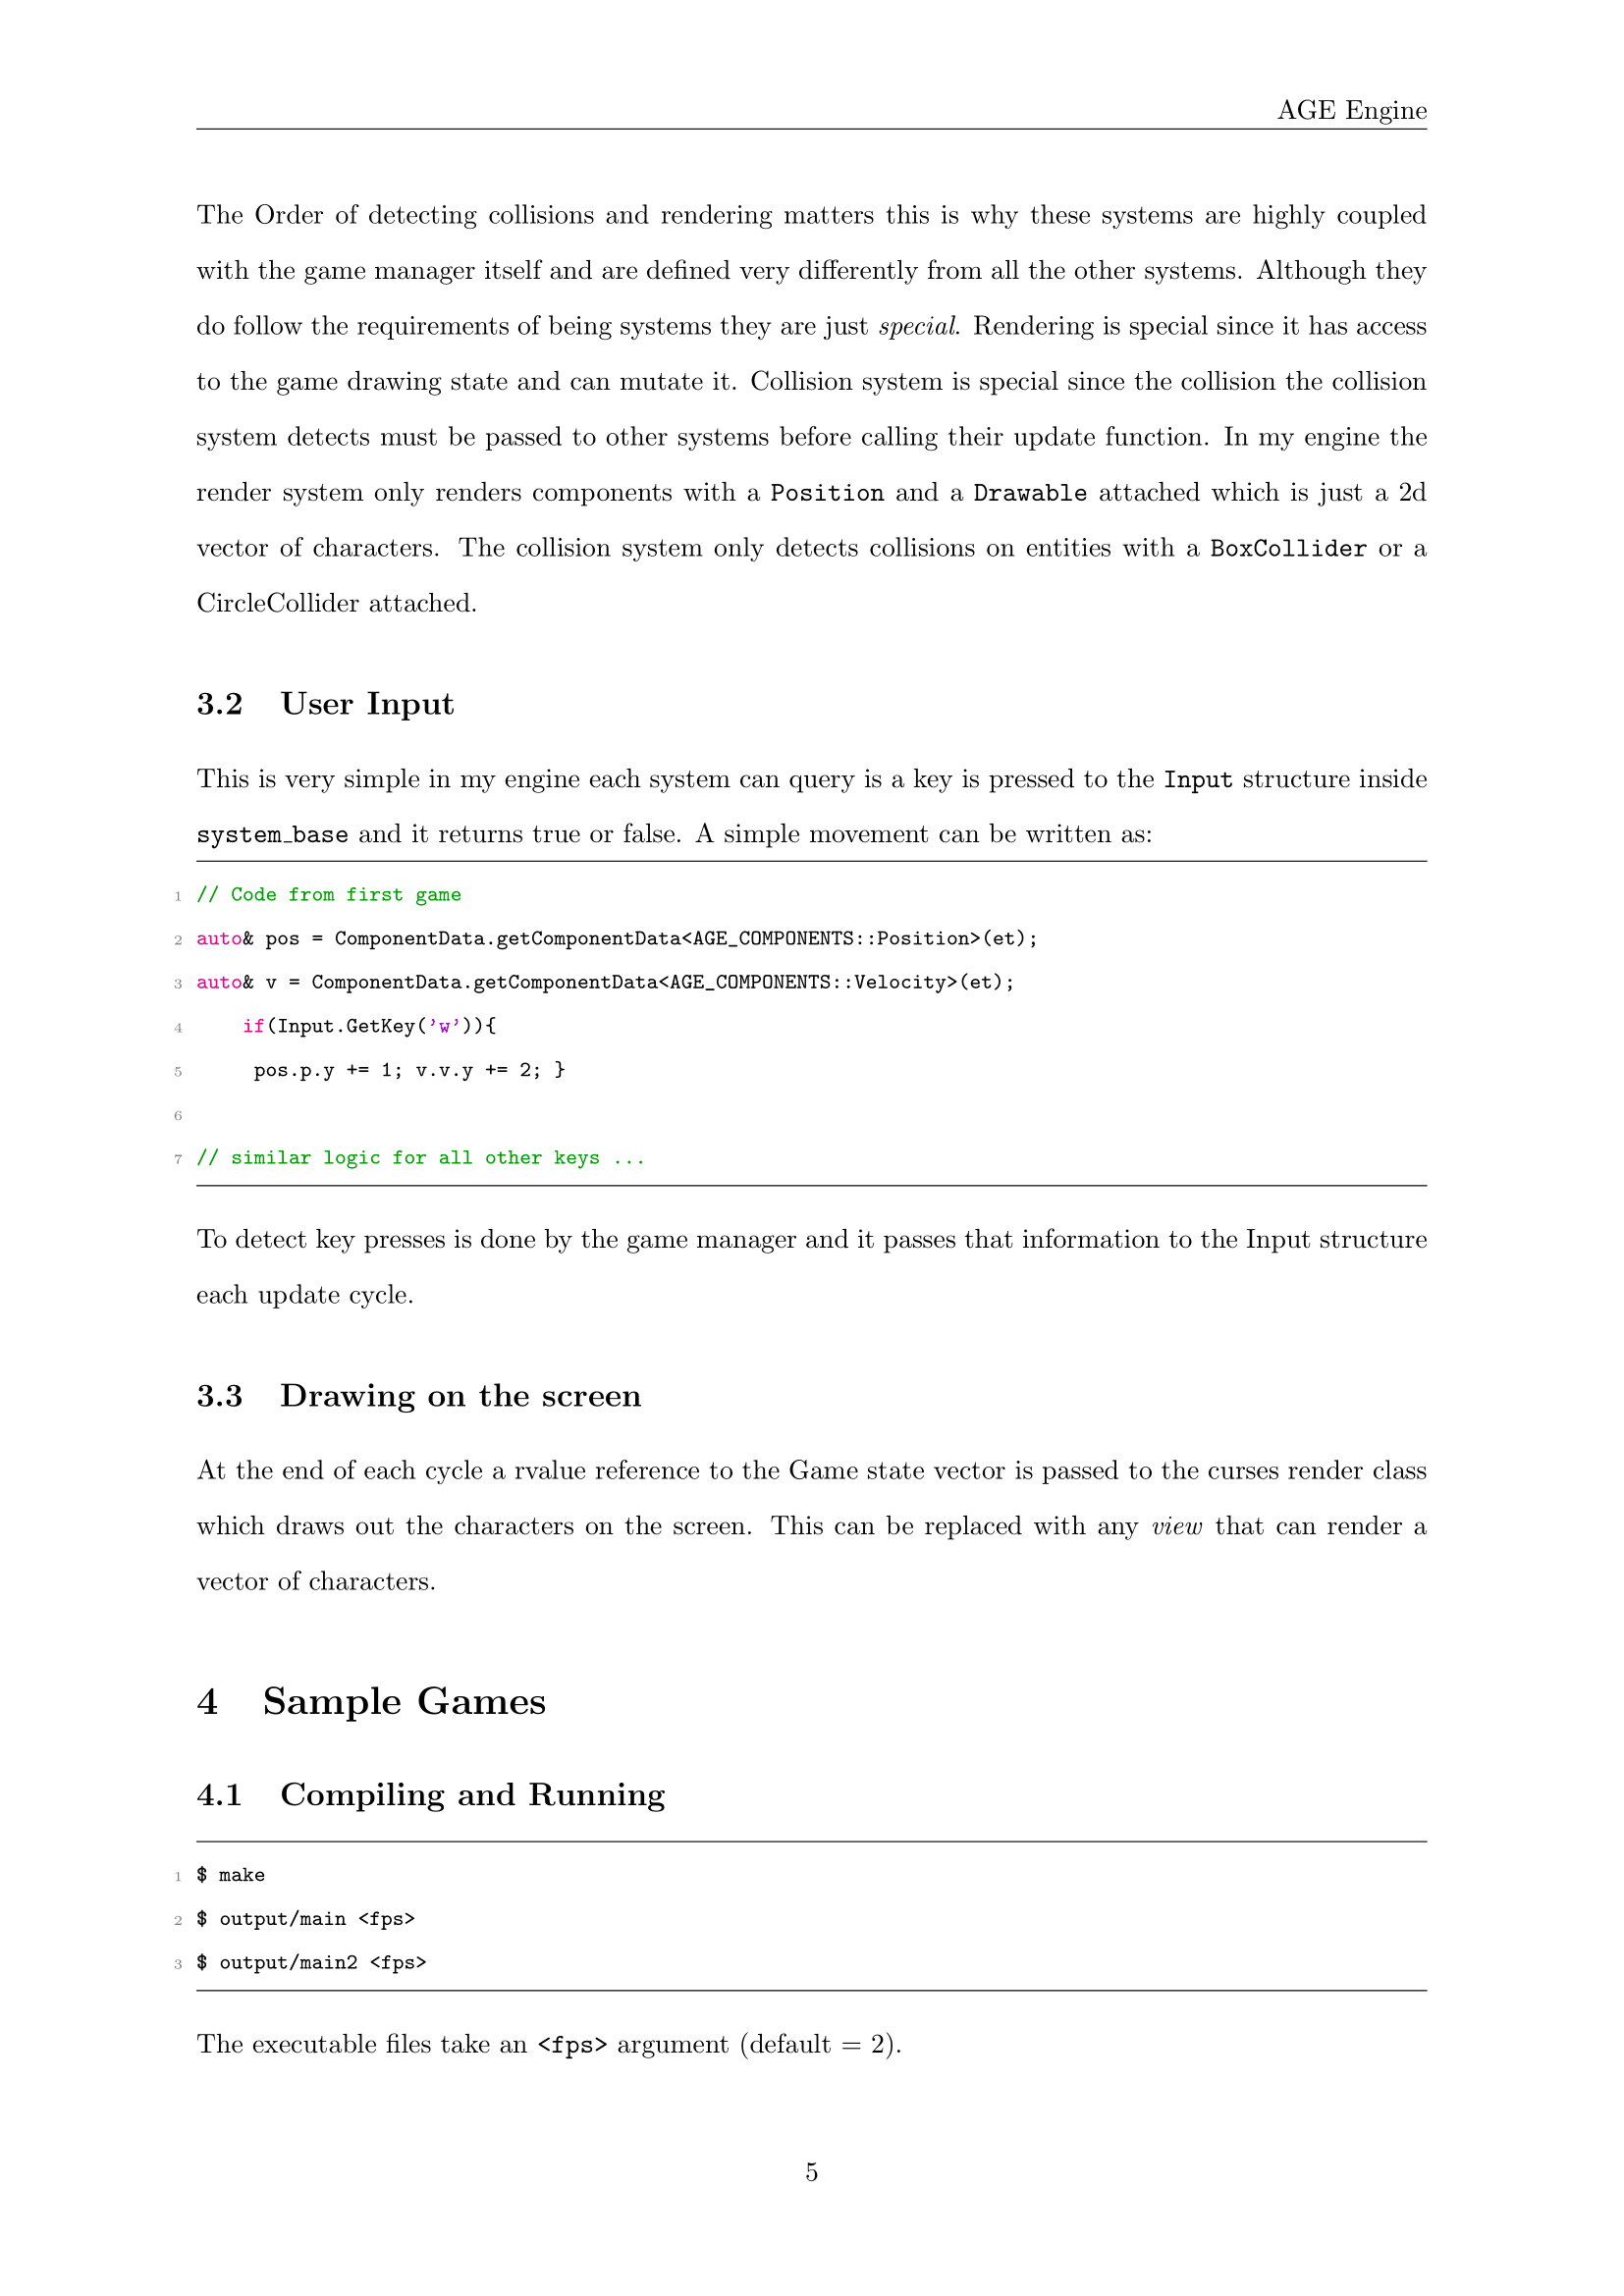 AGE Engine
The Order of detecting collisions and rendering matters this is why these systems are highly coupled
with the game manager itself and are defined very differently from all the other systems. Although they
do follow the requirements of being systems they are just special. Rendering is special since it has access
to the game drawing state and can mutate it. Collision system is special since the collision the collision
system detects must be passed to other systems before calling their update function. In my engine the
render system only renders components with a Position and a Drawable attached which is just a 2d
vector of characters. The collision system only detects collisions on entities with a BoxCollider or a
CircleCollider attached.
3.2 User Input
This is very simple in my engine each system can query is a key is pressed to the Input structure inside
system_base and it returns true or false. A simple movement can be written as:
1 // Code from first game
2 auto& pos = ComponentData.getComponentData<AGE_COMPONENTS::Position>(et);
3 auto& v = ComponentData.getComponentData<AGE_COMPONENTS::Velocity>(et);
4     if(Input.GetKey('w')){
5      pos.p.y += 1; v.v.y += 2; }
6
7 // similar logic for all other keys ...
To detect key presses is done by the game manager and it passes that information to the Input structure
each update cycle.
3.3 Drawing on the screen
At the end of each cycle a rvalue reference to the Game state vector is passed to the curses render class
which draws out the characters on the screen. This can be replaced with any view that can render a
vector of characters.
4 Sample Games
4.1 Compiling and Running
1 $ make
2 $ output/main <fps>
3 $ output/main2 <fps>
The executable files take an <fps> argument (default = 2).
5